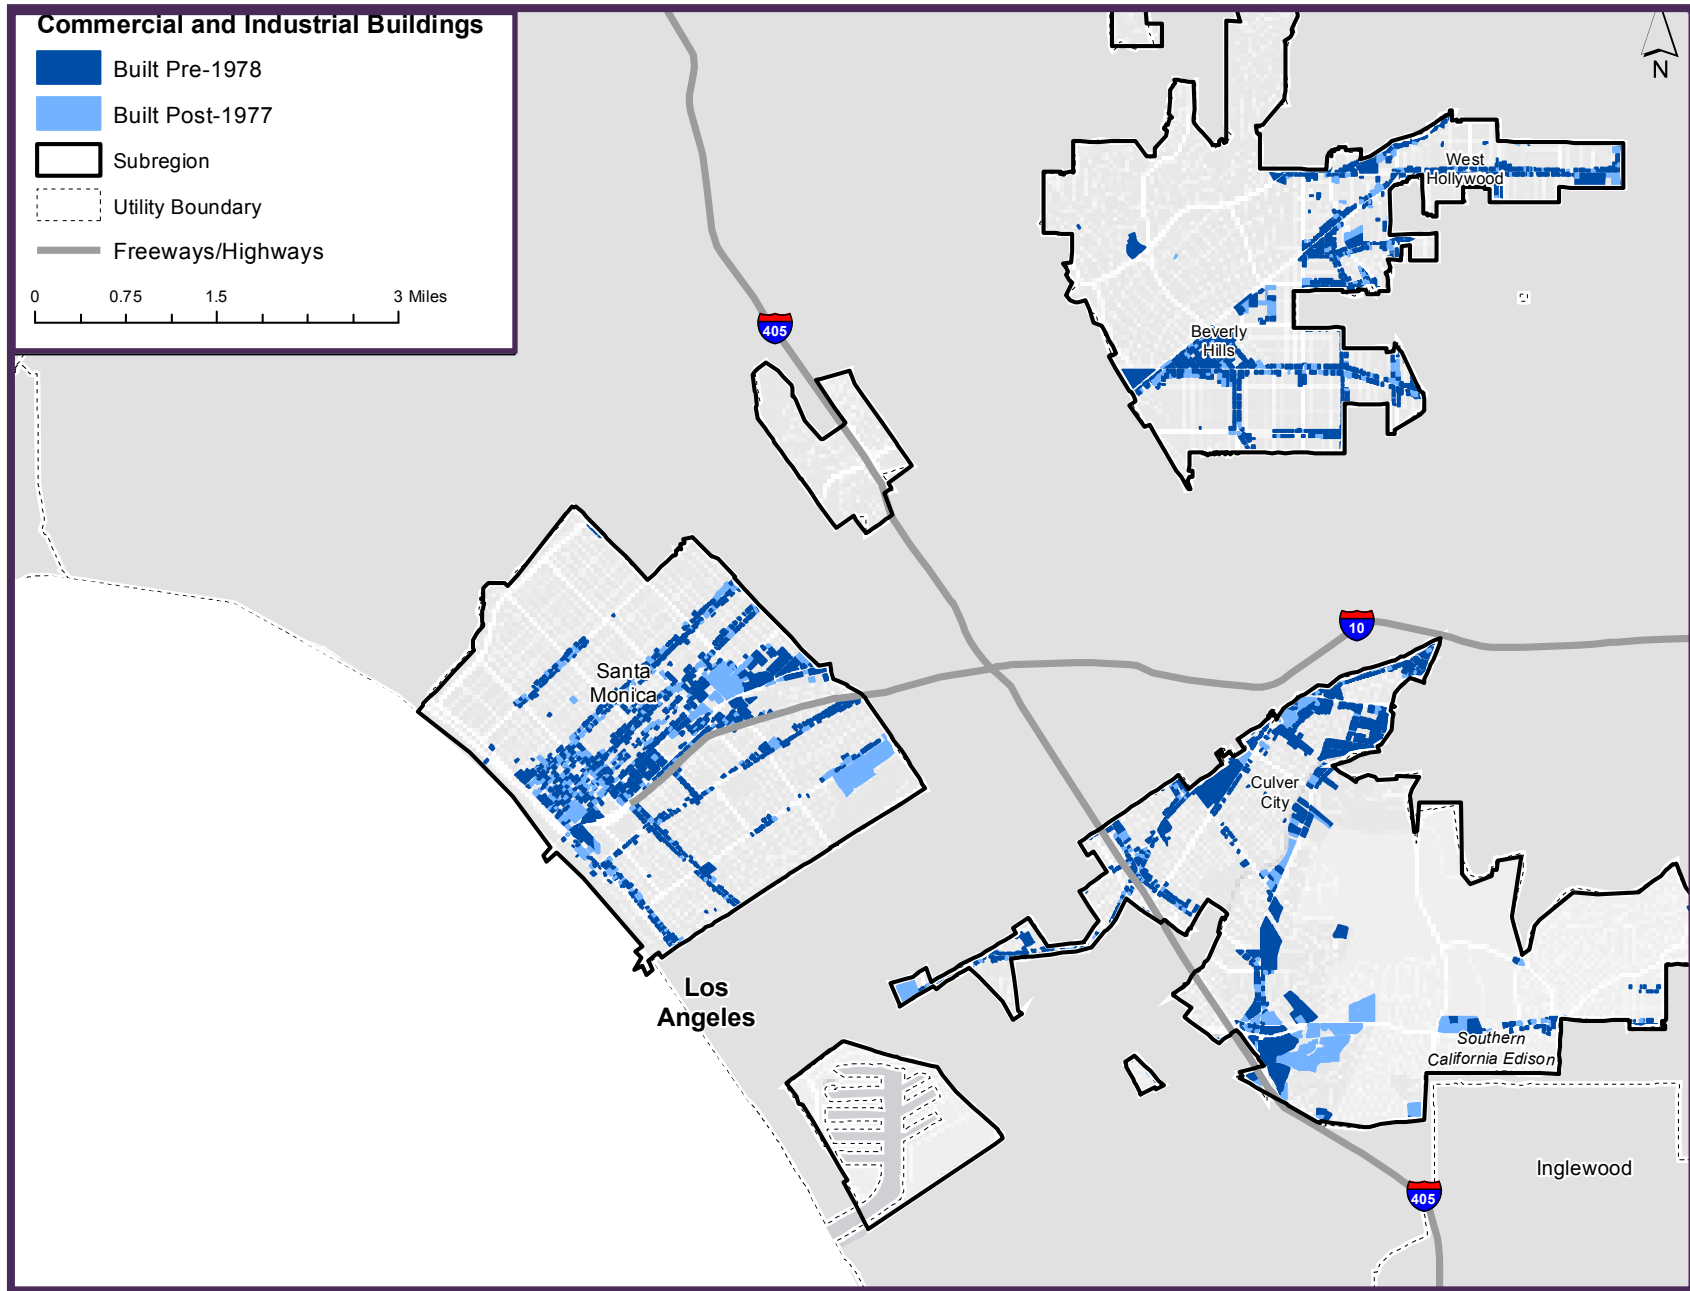 Commercial and Industrial Buildings
Built Pre-1978
Built Post-1977
Subregion
Utility Boundary
Freeways/Highways
0 0.75 1.5 3 Miles
N
West
Hollywood
405
Beverly
Hills
10
Santa
Monica
Culver
City
Los
Angeles
Southern
California Edison
Inglewood
405